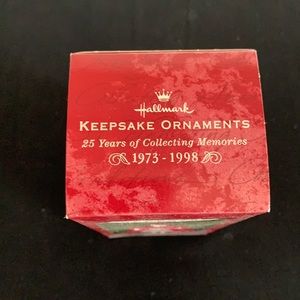 Hallmark
KEEPSAKE ORNAMENTS
25 Years of Collecting Memories
1973 - 1998